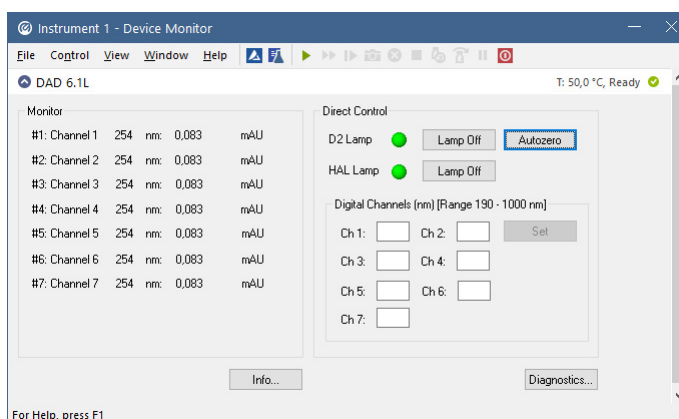 Instrument 1 - Device Monitor
File Control View Window Help
DAD 6.1L T: 50,0 °C, Ready
Monitor
#1: Channel 1 254 nm: 0,083 mAU
#2: Channel 2 254 nm: 0,083 mAU
#3: Channel 3 254 nm: 0,083 mAU
#4: Channel 4 254 nm: 0,083 mAU
#5: Channel 5 254 nm: 0,083 mAU
#6: Channel 6 254 nm: 0,083 mAU
#7: Channel 7 254 nm: 0,083 mAU
Direct Control
D2 Lamp Lamp Off Autozero
HAL Lamp Lamp Off
Digital Channels (nm) [Range 190 - 1000 nm]
Ch 1: Ch 2: Set
Ch 3: Ch 4:
Ch 5: Ch 6:
Ch 7:
Info... Diagnostics...
For Help, press F1